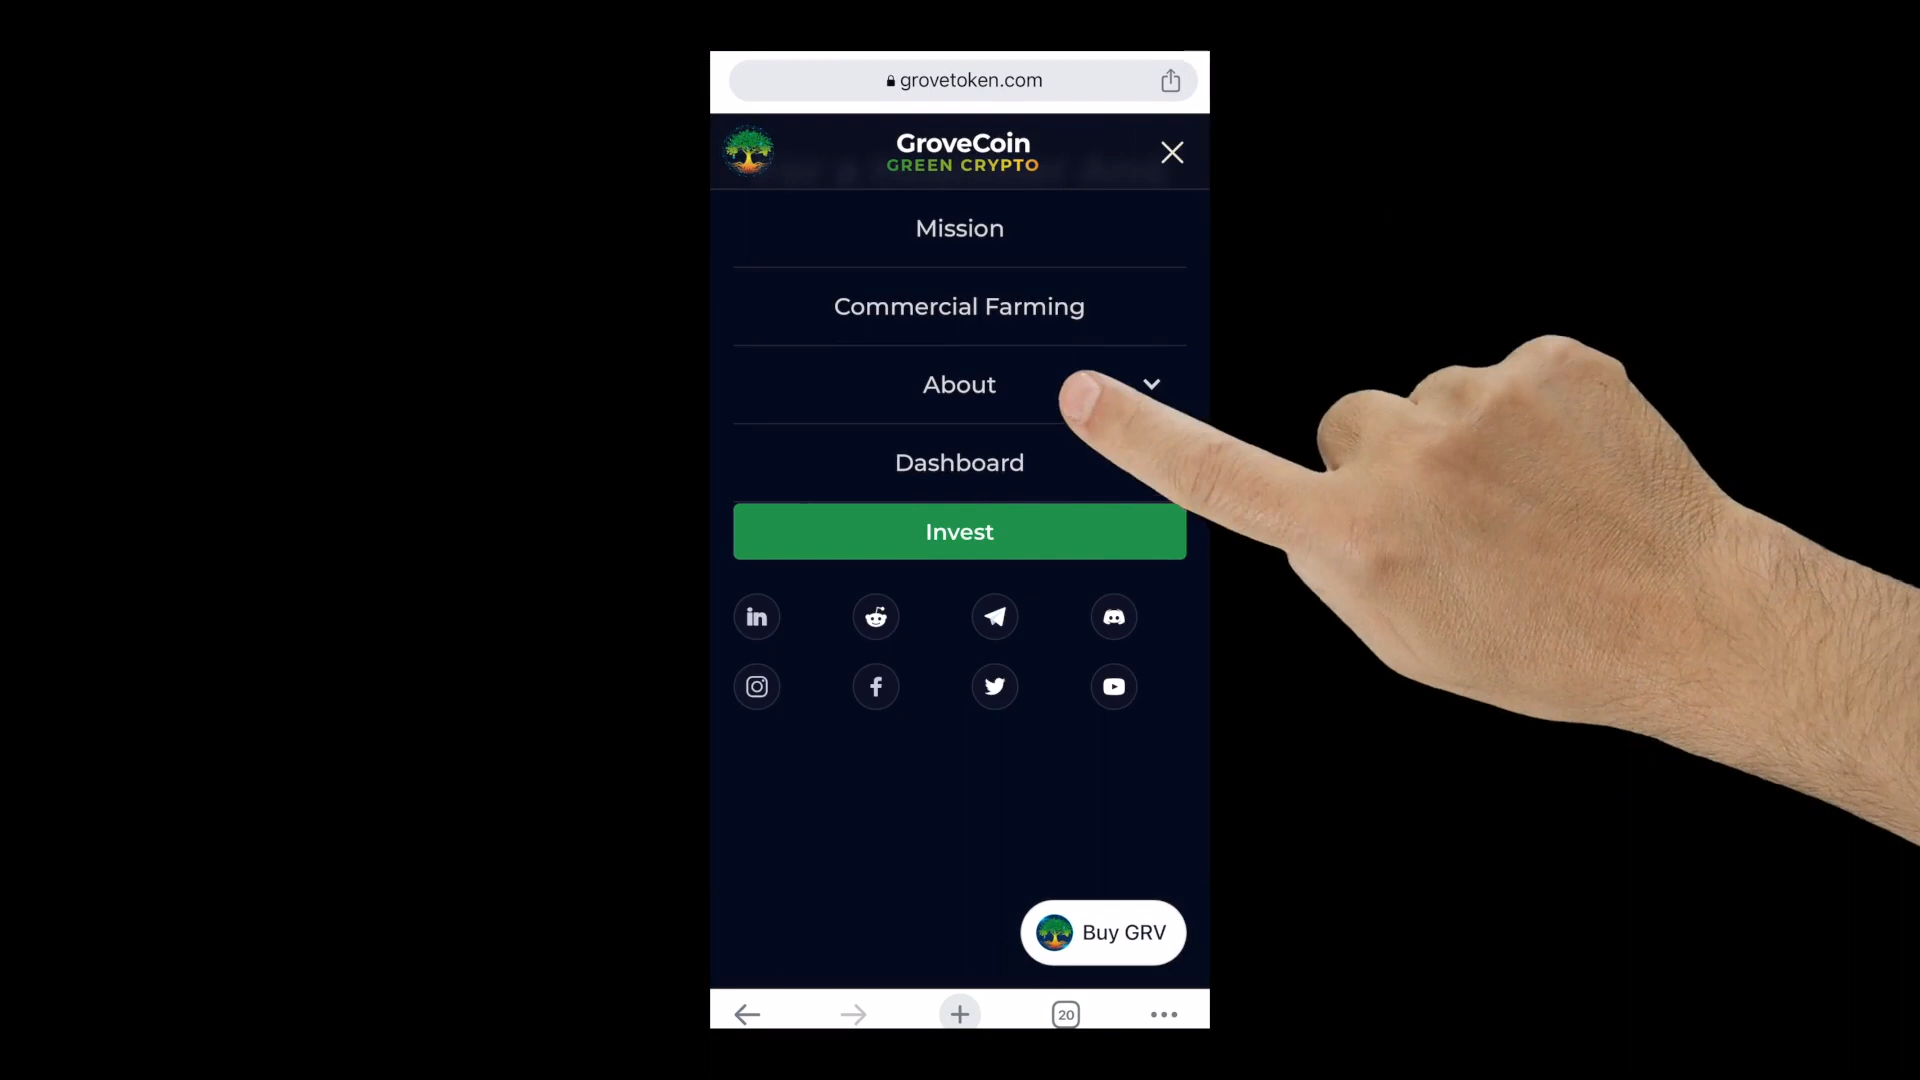 grovetoken.com
GroveCoin
GREEN CRYPTO
Mission
Commercial Farming
About
Dashboard
Invest
Buy GRV
20